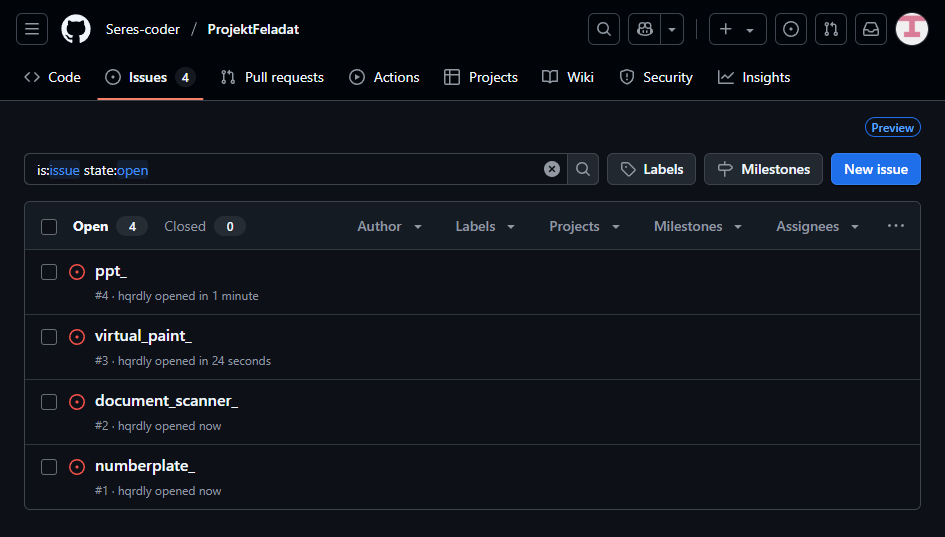 Seres-coder / ProjektFeladat
Code Issues 4 Pull requests Actions Projects Wiki Security Insights
Preview
is:issue state:open Labels Milestones New issue
Open 4 Closed 0 Author Labels Projects Milestones Assignees
ppt_
#4 · hqrdly opened in 1 minute
virtual_paint_
#3 · hqrdly opened in 24 seconds
document_scanner_
#2 · hqrdly opened now
numberplate_
#1 · hqrdly opened now